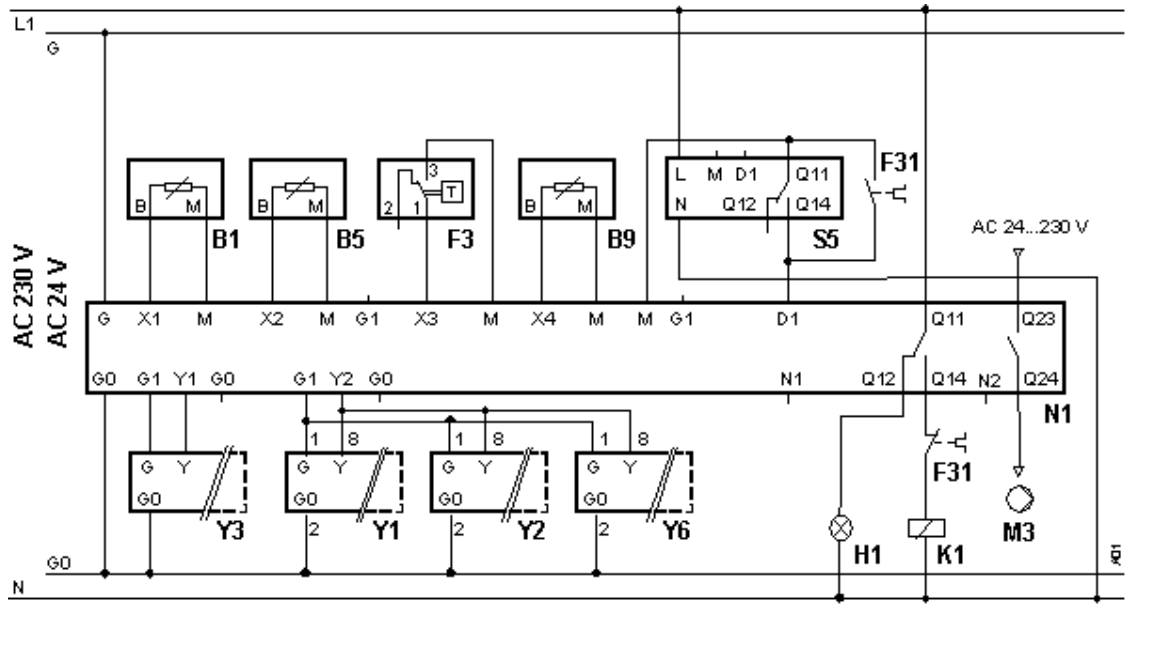 L1
G
AC 230 V
AC 24 V
B M
B1
B M
B5
3
T
2 1
F3
B M
B9
L M D1 Q11
N Q12 Q14
S5
F31
AC 24...230 V
G X1 M X2 M G1 X3 M X4 M M G1 D1 Q11 Q23
G0 G1 Y1 G0 G1 Y2 G0 N1 Q12 Q14 N2 Q24
N1
1 8 1 8 1 8
G Y G Y G Y G Y
G0 G0 G0 G0
Y3 Y1 Y2 Y6
2 2 2
F31
M3
H1 K1
A01
G0
N